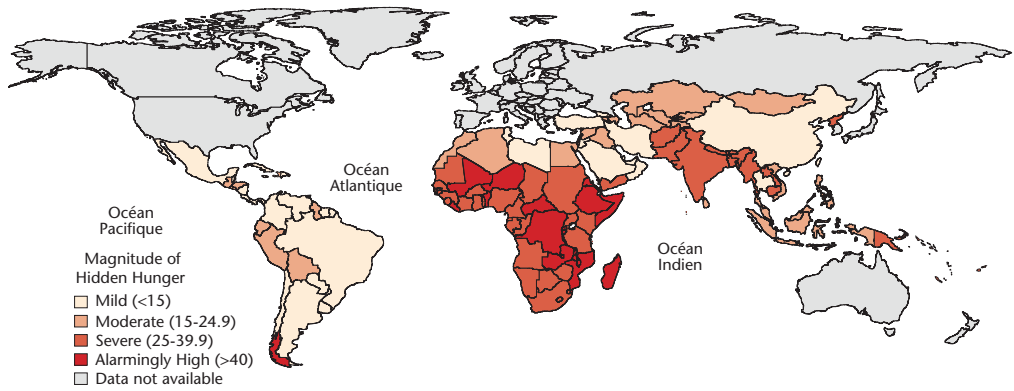 Océan
Atlantique
Océan
Pacifique
Océan
Indien
Magnitude of
Hidden Hunger
Mild (<15)
Moderate (15-24.9)
Severe (25-39.9)
Alarmingly High (>40)
Data not available